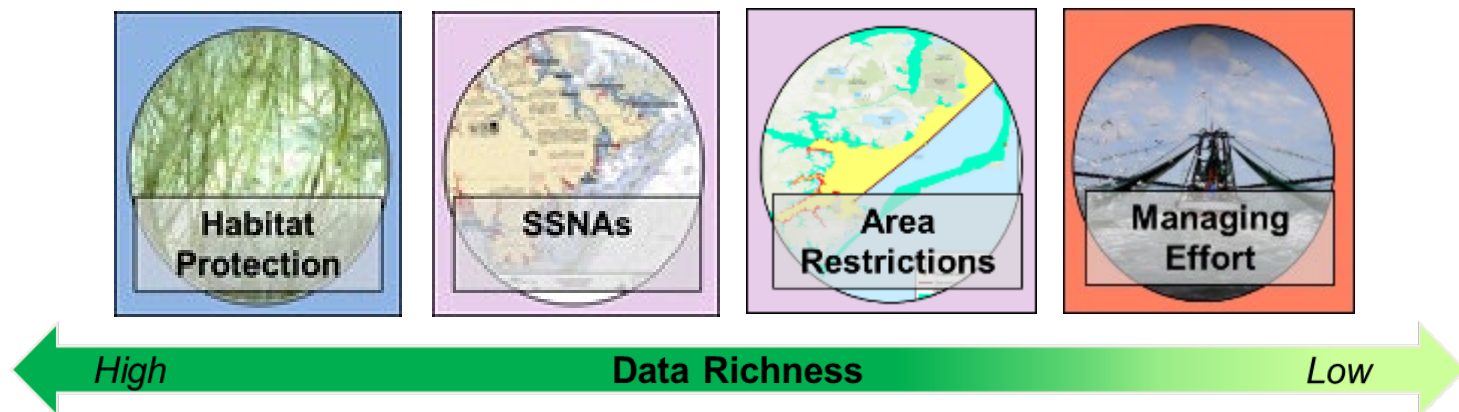 Habitat
Protection
SSNAs
Area
Restrictions
Managing
Effort
High
Data Richness
Low